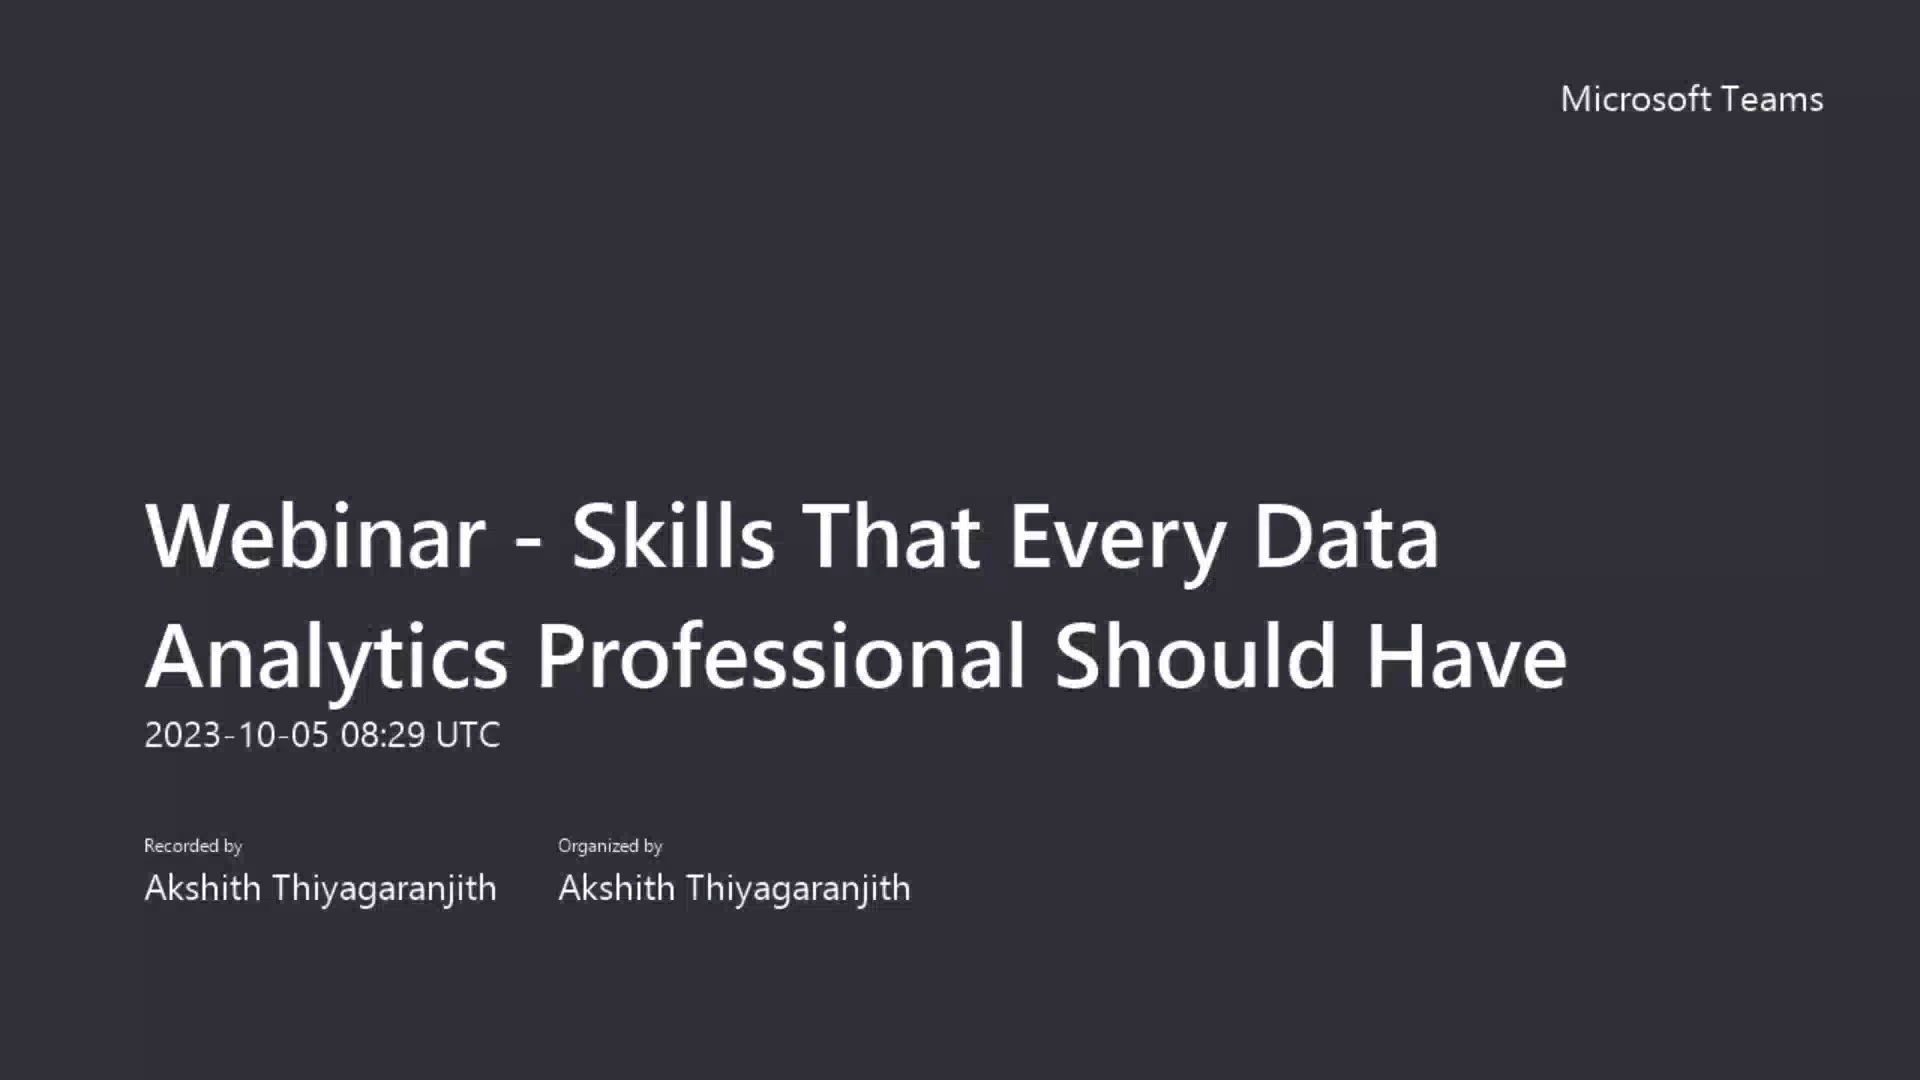 Microsoft Teams
Webinar - Skills That Every Data
Analytics Professional Should Have
2023-10-05 08:29 UTC
Recorded by
Akshith Thiyagaranjith
Organized by
Akshith Thiyagaranjith